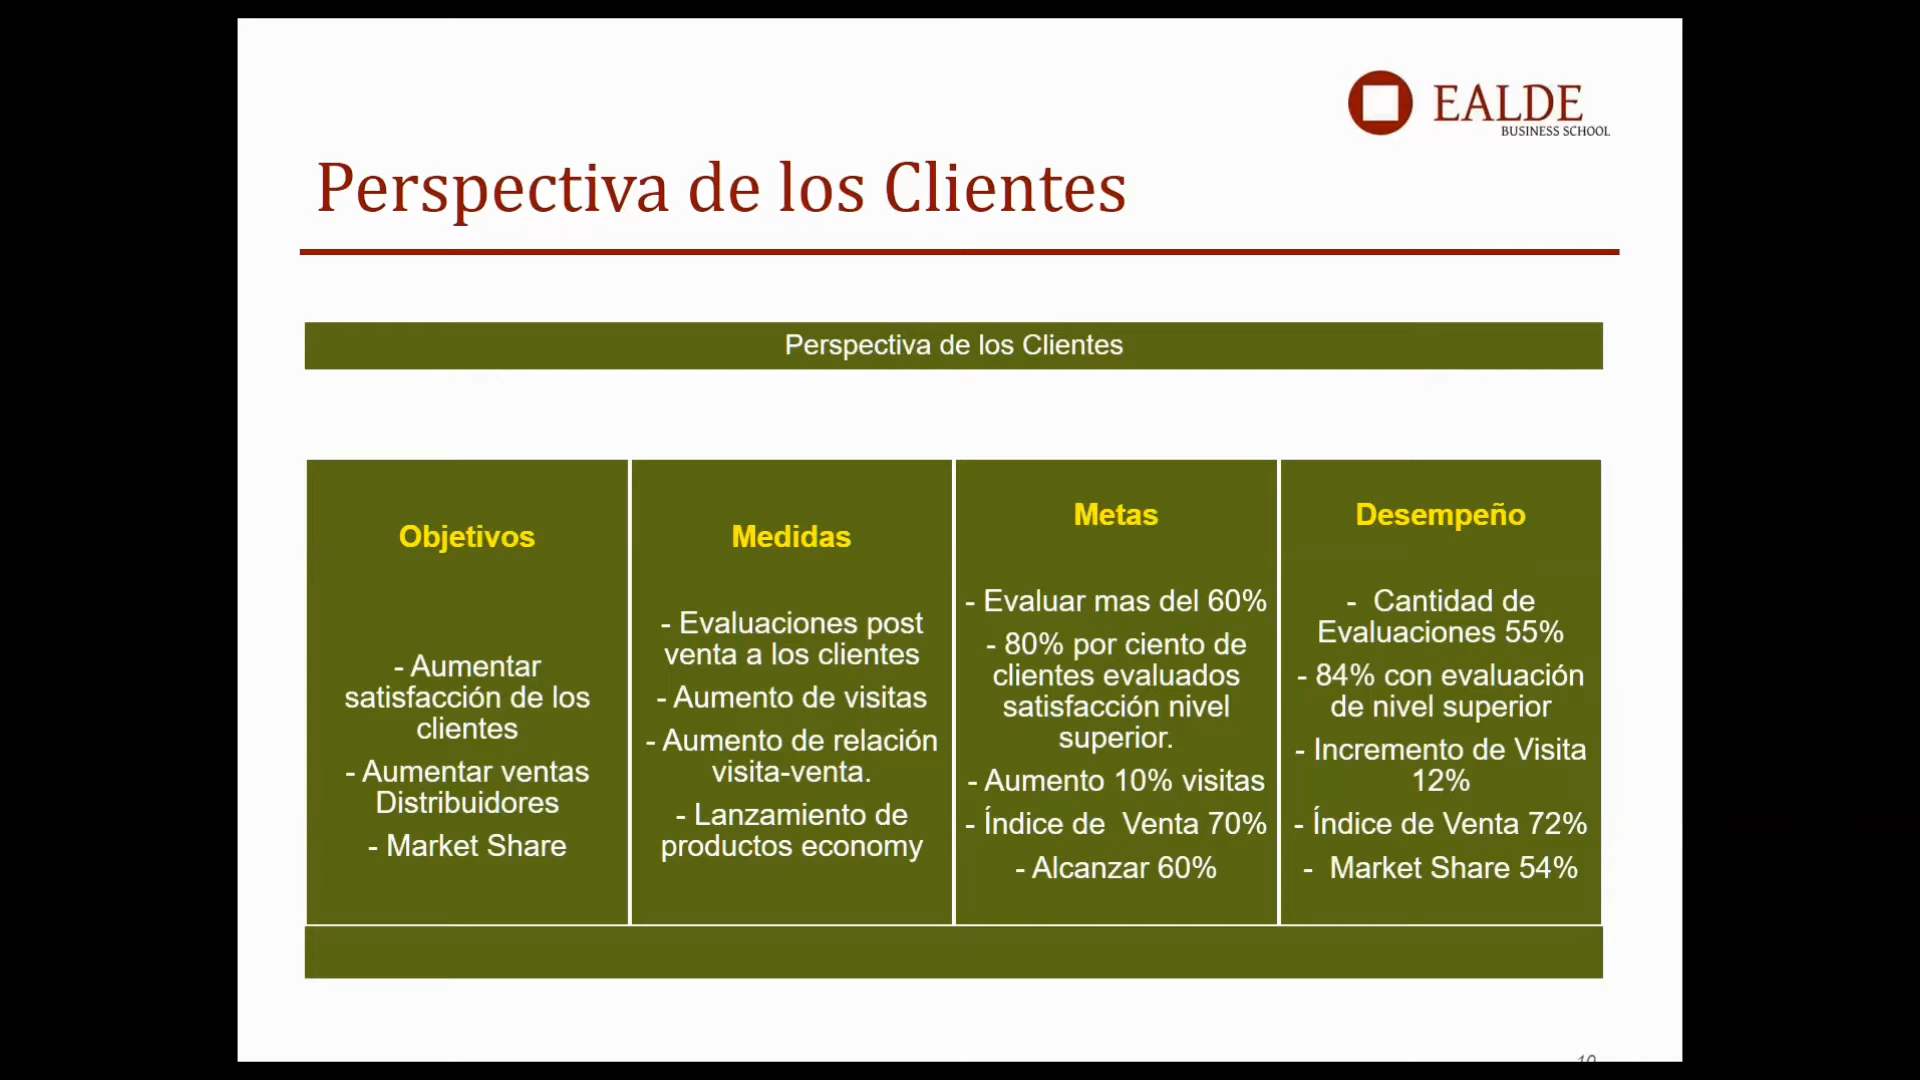 EALDE
BUSINESS SCHOOL
Perspectiva de los Clientes
Perspectiva de los Clientes
Objetivos
- Aumentar
satisfacción de los
clientes
- Aumentar ventas
Distribuidores
- Market Share
Medidas
- Evaluaciones post
venta a los clientes
- Aumento de visitas
- Aumento de relación
visita-venta.
- Lanzamiento de
productos economy
Metas
- Evaluar mas del 60%
- 80% por ciento de
clientes evaluados
satisfacción nivel
superior.
- Aumento 10% visitas
- Índice de  Venta 70%
- Alcanzar 60%
Desempeño
-  Cantidad de
Evaluaciones 55%
- 84% con evaluación
de nivel superior
- Incremento de Visita
12%
- Índice de Venta 72%
-  Market Share 54%